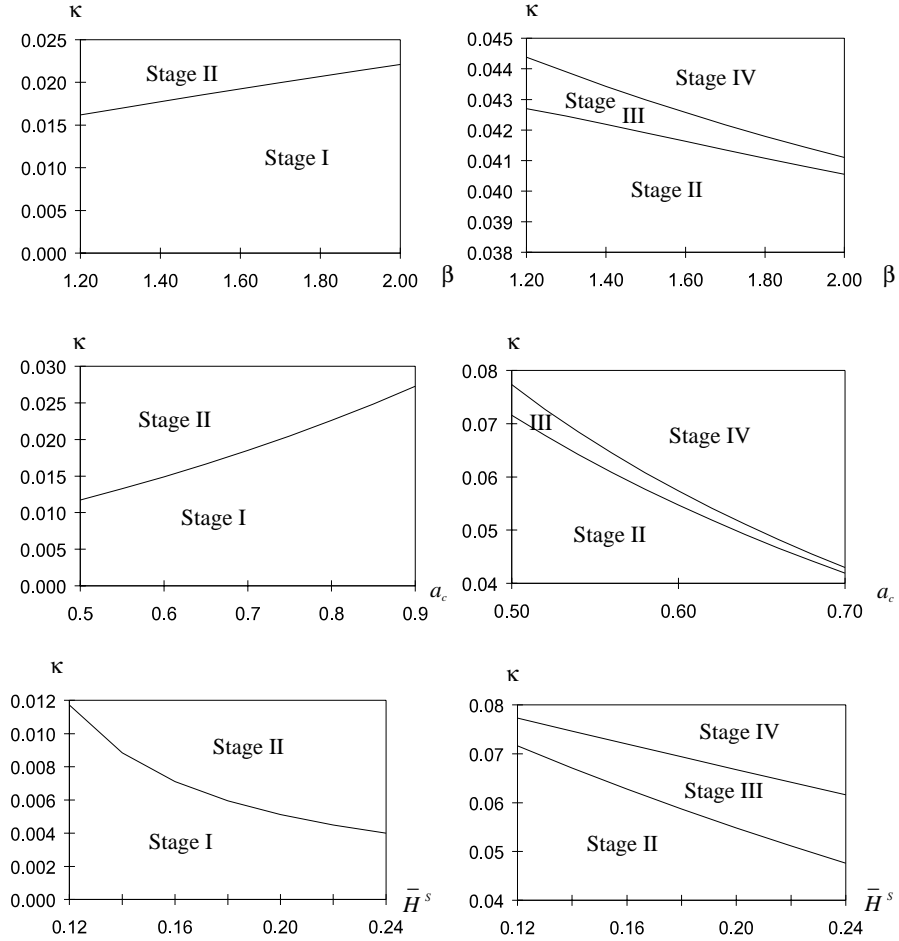 κ
0.025
0.020
0.015
0.010
0.005
0.000
Stage II
Stage I
1.20 1.40 1.60 1.80 2.00 β
κ
0.045
0.044
0.043
0.042
0.041
0.040
0.039
0.038
Stage IV
Stage
III
Stage II
1.20 1.40 1.60 1.80 2.00 β
κ
0.030
0.025
0.020
0.015
0.010
0.005
0.000
Stage II
Stage I
0.5 0.6 0.7 0.8 0.9 a_c
κ
0.08
0.07
0.06
0.05
0.04
III
Stage IV
Stage II
0.50 0.60 0.70 a_c
κ
0.012
0.010
0.008
0.006
0.004
0.002
0.000
Stage II
Stage I
0.12 0.16 0.20 0.24 H̅ ˢ
κ
0.08
0.07
0.06
0.05
0.04
Stage IV
Stage III
Stage II
0.12 0.16 0.20 0.24 H̅ ˢ